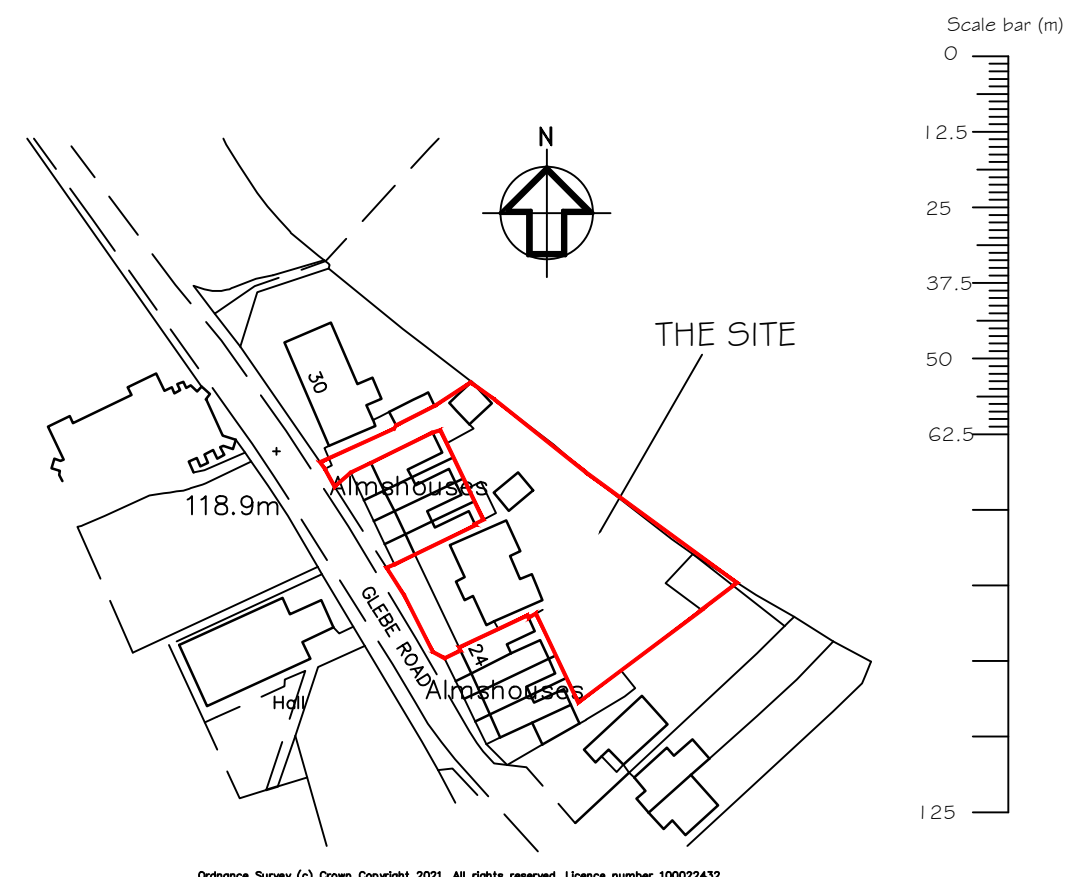 Scale bar (m)
0
N
12.5
25
37.5
THE SITE
50
30
62.5
Almshouses
118.9m
GLEBE ROAD
24
Almshouses
Hall
125
Ordnance Survey (c) Crown Copyright 2021. All rights reserved. Licence number 100022432